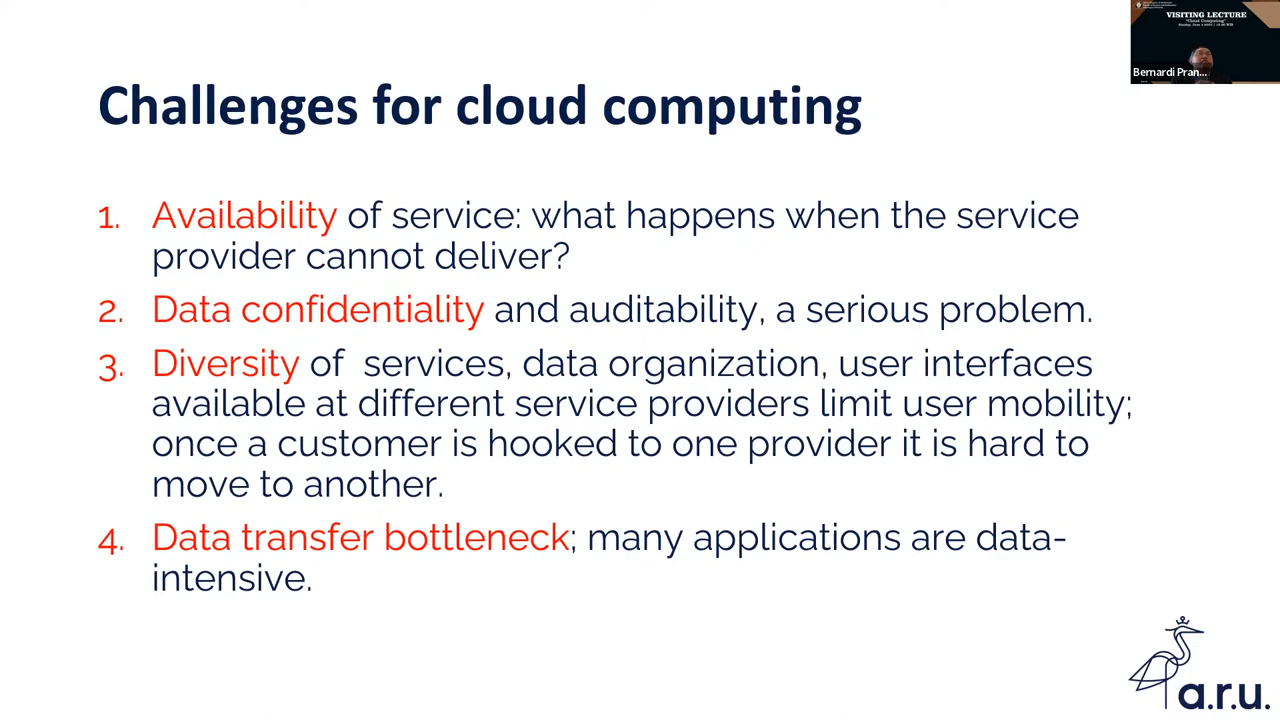 VISITING LECTURE
"Cloud Computing"
Bernardi Pran...
Challenges for cloud computing
1. Availability of service: what happens when the service
provider cannot deliver?
2. Data confidentiality and auditability, a serious problem.
3. Diversity of services, data organization, user interfaces
available at different service providers limit user mobility;
once a customer is hooked to one provider it is hard to
move to another.
4. Data transfer bottleneck; many applications are data-
intensive.
a.r.u.